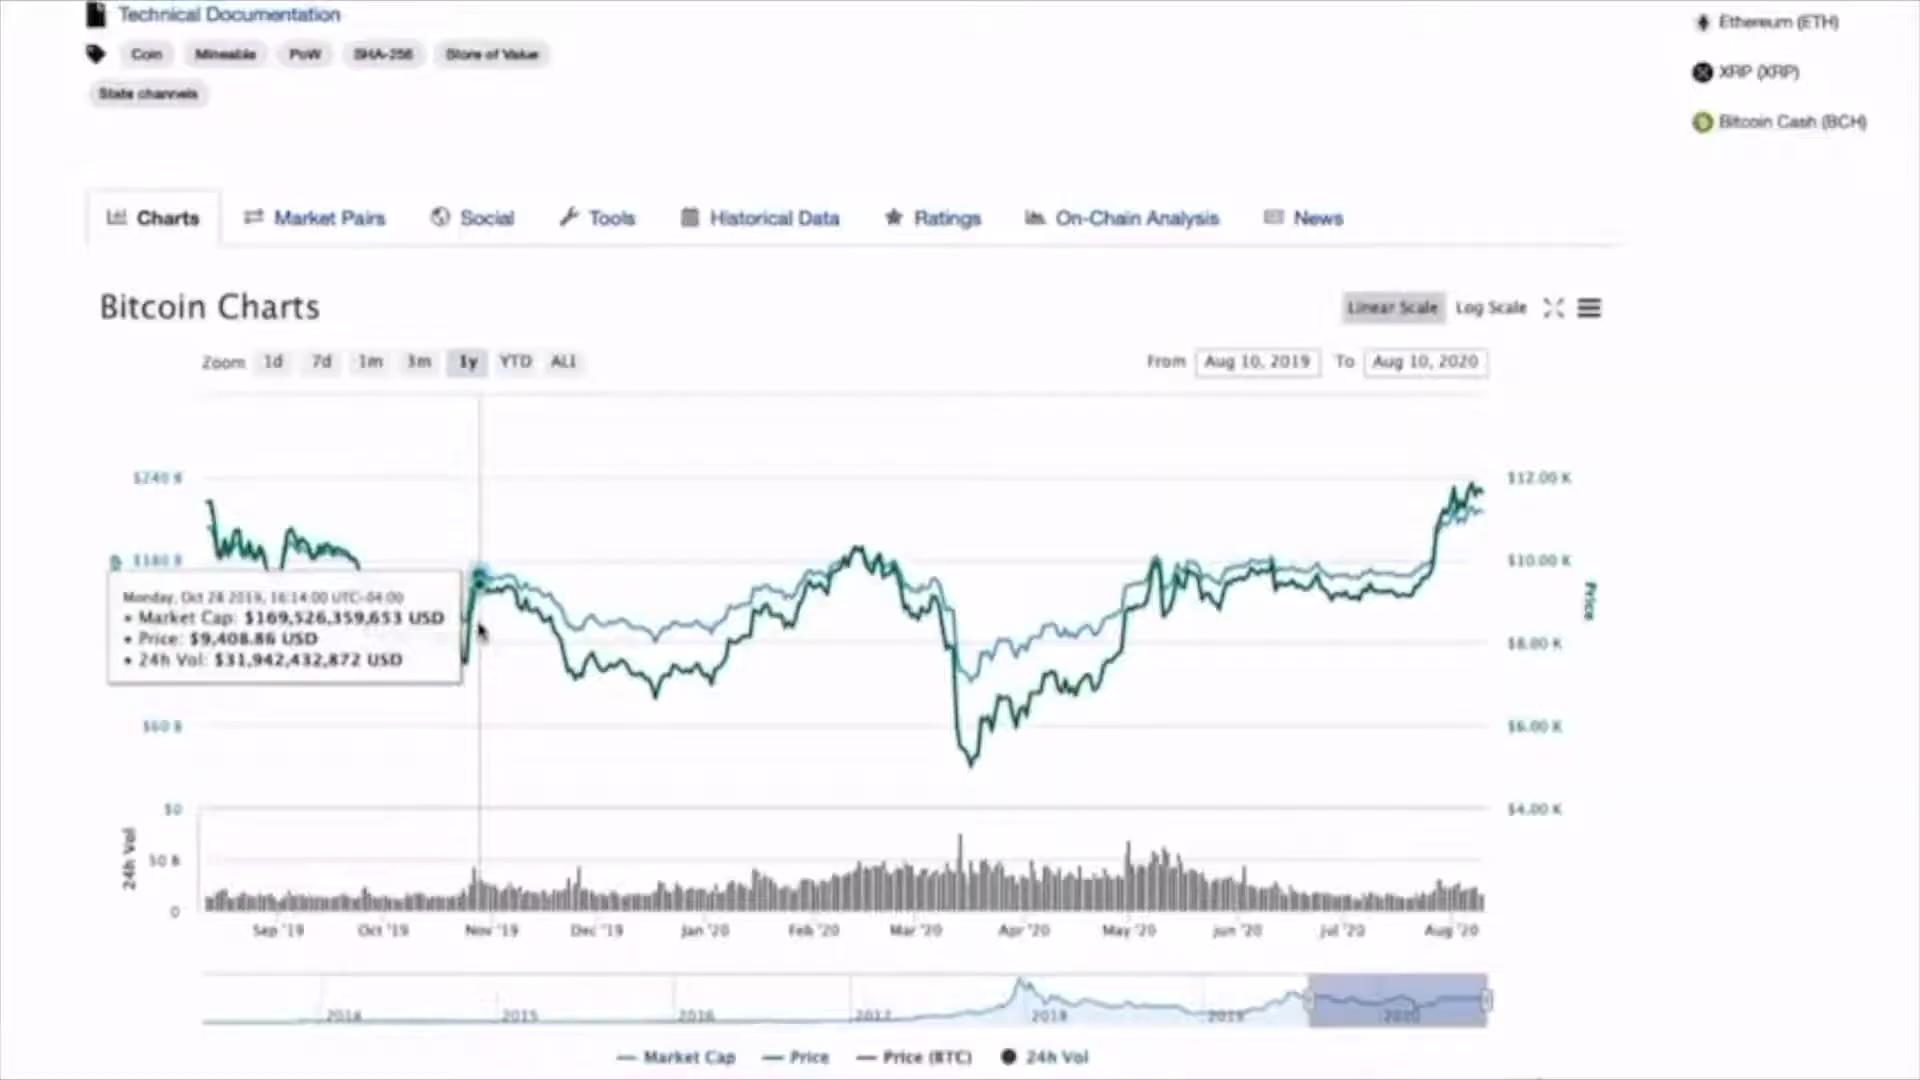 Technical Documentation
Coin Mineable PoW SHA-256 Store of Value
State channels
Ethereum (ETH)
XRP (XRP)
Bitcoin Cash (BCH)
Charts Market Pairs Social Tools Historical Data Ratings On-Chain Analysis News
Bitcoin Charts
Linear Scale Log Scale
Zoom 1d 7d 1m 3m 1y YTD ALL
From Aug 10, 2019 To Aug 10, 2020
$240 B $12.00 K
$180 B $10.00 K
Monday, Oct 28 2019, 16:14:00 UTC-04:00
• Market Cap: $169,526,359,653 USD
• Price: $9,408.86 USD
• 24h Vol: $31,942,432,872 USD
Price
$8.00 K
$60 B $6.00 K
$0 $4.00 K
24h Vol
50 B
0
Sep '19 Oct '19 Nov '19 Dec '19 Jan '20 Feb '20 Mar '20 Apr '20 May '20 Jun '20 Jul '20 Aug '20
2014 2015 2016 2017 2018 2019 2020
Market Cap Price Price (BTC) 24h Vol